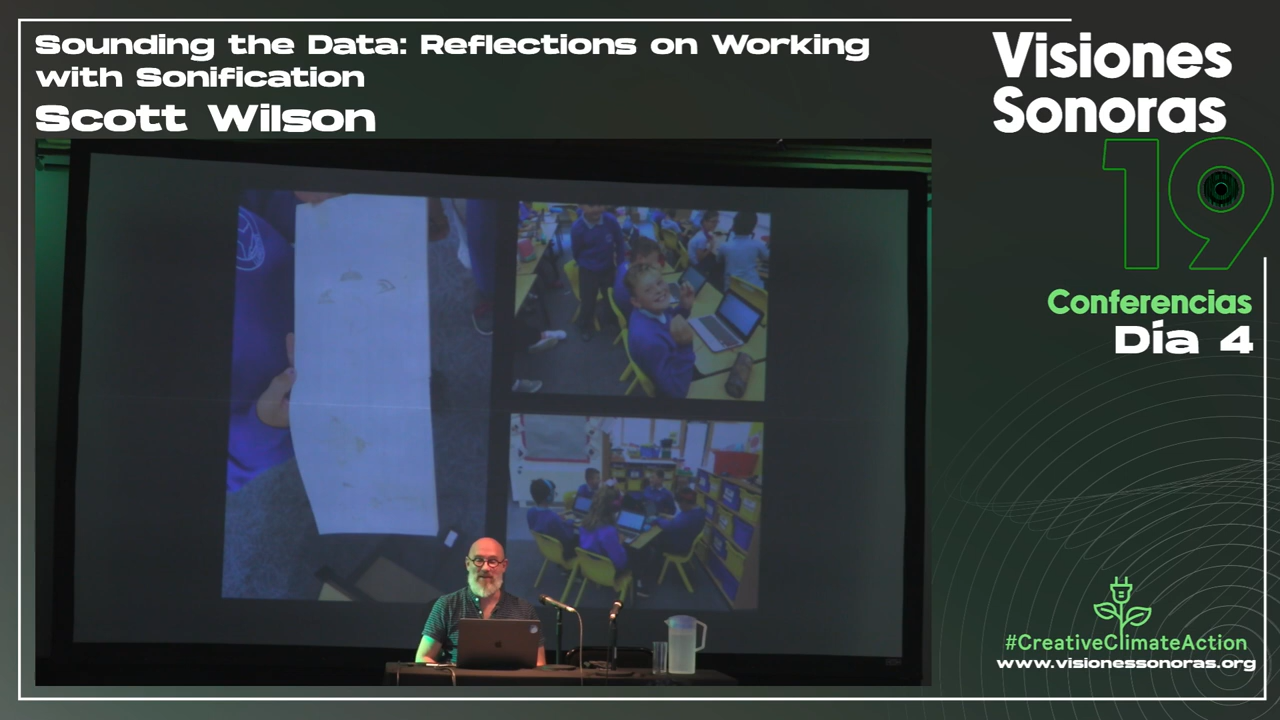 Sounding the Data: Reflections on Working
with Sonification
Scott Wilson
Visiones
Sonoras
19
Conferencias
Día 4
#CreativeClimateAction
www.visionessonoras.org